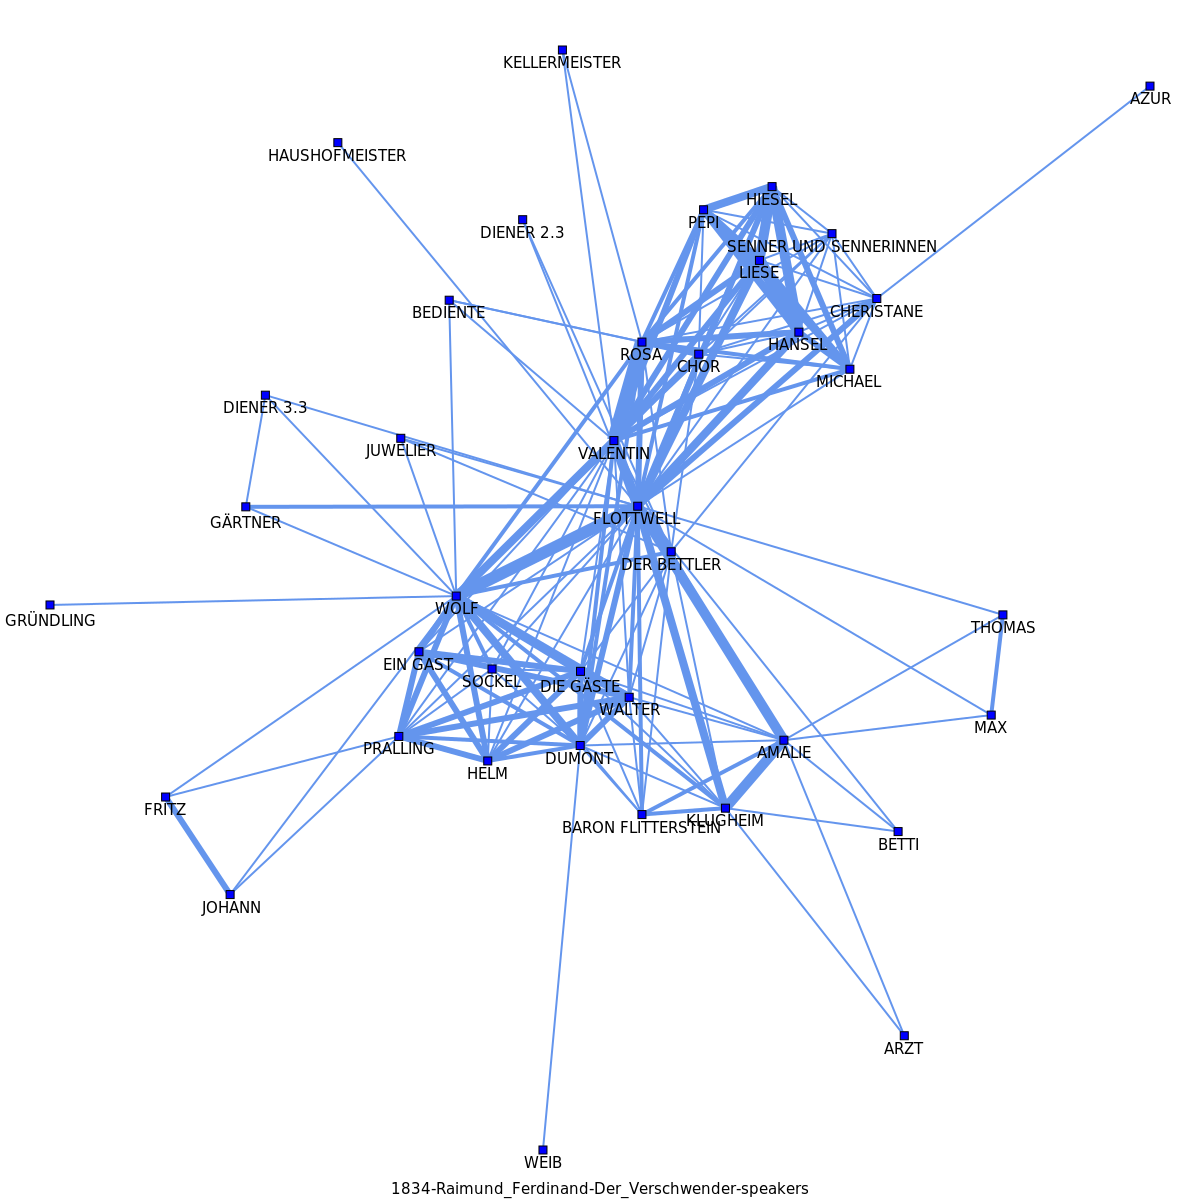 KELLERMEISTER
AZUR
HAUSHOFMEISTER
HIESEL
PEPI
DIENER 2.3
SENNER UND SENNERINNEN
LIESE
CHERISTANE
BEDIENTE
HANSEL
ROSA
CHOR
MICHAEL
DIENER 3.3
JUWELIER
VALENTIN
GÄRTNER
FLOTTWELL
DER BETTLER
WOLF
GRÜNDLING
THOMAS
EIN GAST
SOCKEL
DIE GÄSTE
WALTER
MAX
PRALLING
DUMONT
AMALIE
HELM
FRITZ
BARON FLITTERSTEIN
KLUGHEIM
BETTI
JOHANN
ARZT
WEIB
1834-Raimund_Ferdinand-Der_Verschwender-speakers